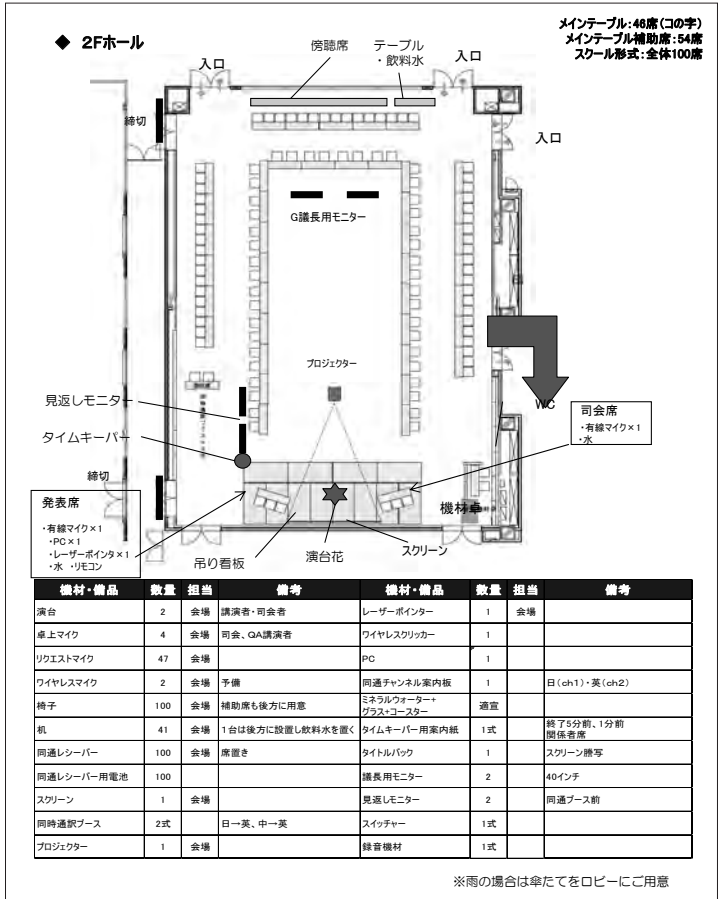 メインテーブル:46席(コの字)
メインテーブル補助席:54席
スクール形式:全体100席
◆ 2Fホール
傍聴席
テーブル
・飲料水
入口
入口
締切
入口
G議長用モニター
プロジェクター
見返しモニター
WC
司会席
・有線マイク×1
・水
タイムキーパー
締切
発表席
・有線マイク×1
・PC×1
・レーザーポインタ×1
・水 ・リモコン
機材卓
吊り看板
演台花
スクリーン
機材・備品 数量 担当 備考 機材・備品 数量 担当 備考
演台 2 会場 講演者・司会者 レーザーポインター 1 会場
卓上マイク 4 会場 司会、QA講演者 ワイヤレスクリッカー 1
リクエストマイク 47 会場 PC 1
ワイヤレスマイク 2 会場 予備 同通チャンネル案内板 1 日(ch1)・英(ch2)
椅子 100 会場 補助席も後方に用意 ミネラルウォーター+グラス+コースター 適宜
机 41 会場 1台は後方に設置し飲料水を置く タイムキーパー用案内紙 1式 終了5分前、1分前 関係者席
同通レシーバー 100 会場 席置き タイトルバック 1 スクリーン勝写
同通レシーバー用電池 100 議長用モニター 2 40インチ
スクリーン 1 会場 見返しモニター 2 同通ブース前
同時通訳ブース 2式 日→英、中→英 スイッチャー 1式
プロジェクター 1 会場 録音機材 1式
※雨の場合は傘たてをロビーにご用意